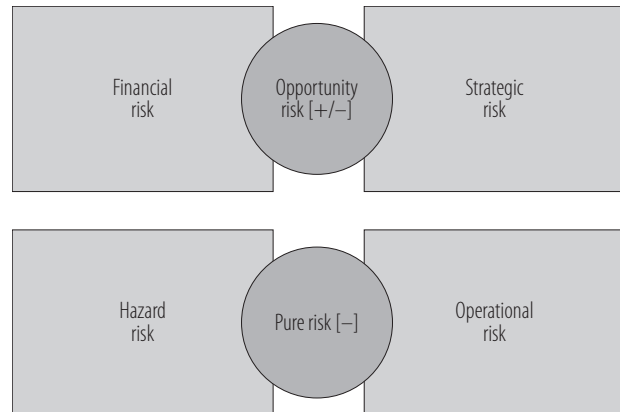 Financial
risk
Opportunity
risk [+/–]
Strategic
risk
Hazard
risk
Pure risk [–]
Operational
risk